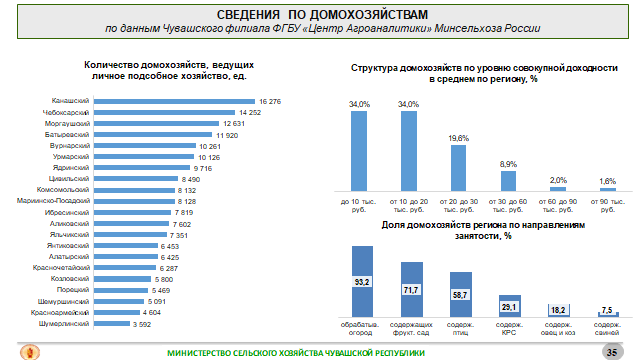 СВЕДЕНИЯ ПО ДОМОХОЗЯЙСТВАМ
по данным Чувашского филиала ФГБУ «Центр Агроаналитики» Минсельхоза России
Количество домохозяйств, ведущих
личное подсобное хозяйство, ед.
Канашский 16 276
Чебоксарский 14 252
Моргаушский 12 631
Батыревский 11 920
Вурнарский 10 261
Урмарский 10 126
Ядринский 9 716
Цивильский 8 490
Комсомольский 8 132
Мариинско-Посадский 8 128
Ибресинский 7 819
Аликовский 7 602
Яльчикский 7 351
Янтиковский 6 453
Алатырский 6 425
Красночетайский 6 287
Козловский 5 800
Порецкий 5 469
Шемуршинский 5 091
Красноармейский 4 604
Шумерлинский 3 592
Структура домохозяйств по уровню совокупной доходности
в среднем по региону, %
34,0% 34,0% 19,6% 8,9% 2,0% 1,6%
до 10 тыс. от 10 до 20 от 20 до 30 от 30 до 60 от 60 до 90 от 90 тыс.
руб. тыс. руб. тыс. руб. тыс. руб. тыс. руб. руб.
Доля домохозяйств региона по направлениям
занятости, %
93,2 71,7 58,7 29,1 18,2 7,5
обрабатыв. содержащих содерж. содерж. содерж. содерж.
огород фрукт. сад птиц КРС овец и коз свиней
МИНИСТЕРСТВО СЕЛЬСКОГО ХОЗЯЙСТВА ЧУВАШСКОЙ РЕСПУБЛИКИ
35